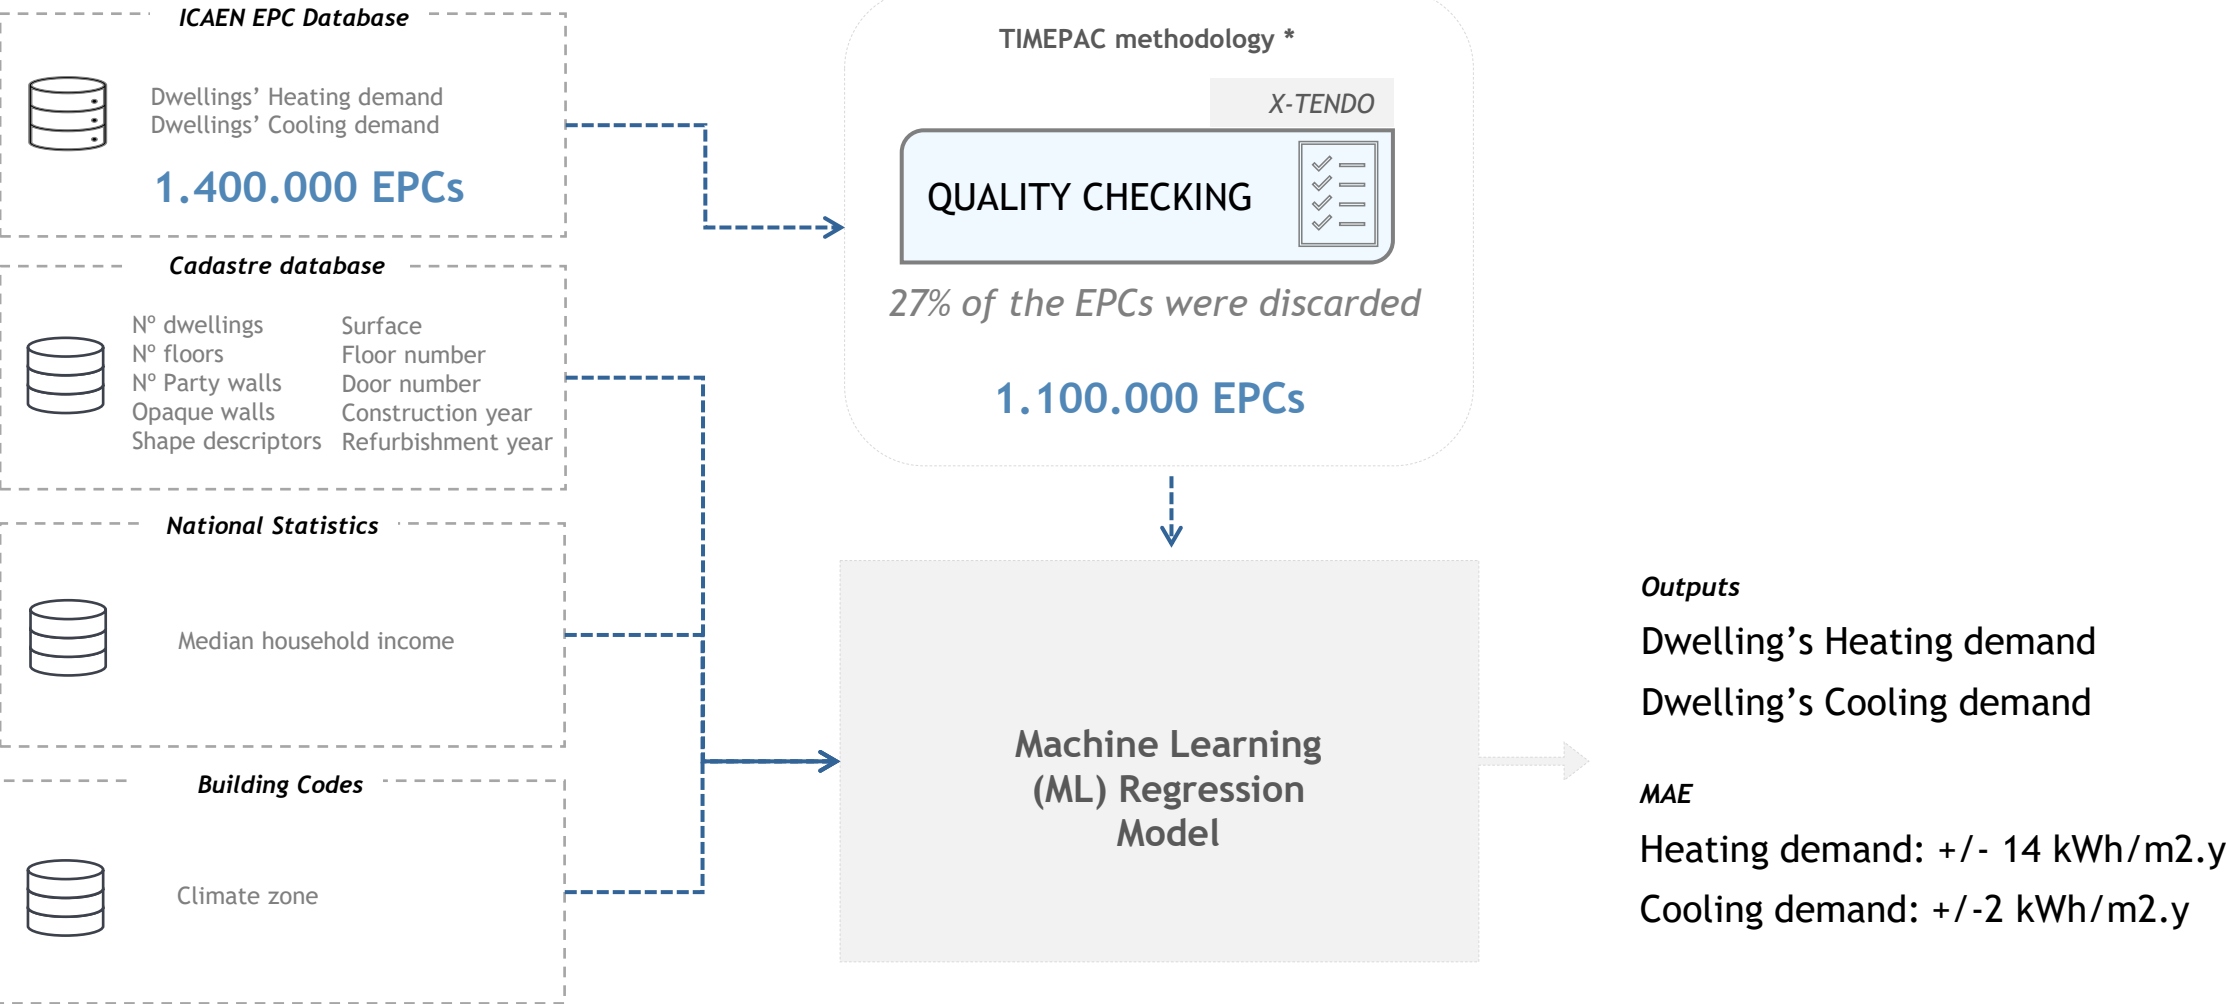 ICAEN EPC Database
Dwellings’ Heating demand
Dwellings’ Cooling demand
1.400.000 EPCs
Cadastre database
Nº dwellings
Nº floors
Nº Party walls
Opaque walls
Shape descriptors
Surface
Floor number
Door number
Construction year
Refurbishment year
National Statistics
Median household income
Building Codes
Climate zone
TIMEPAC methodology *
X-TENDO
QUALITY CHECKING
27% of the EPCs were discarded
1.100.000 EPCs
Machine Learning
(ML) Regression
Model
Outputs
Dwelling’s Heating demand
Dwelling’s Cooling demand
MAE
Heating demand: +/- 14 kWh/m2.y
Cooling demand: +/-2 kWh/m2.y